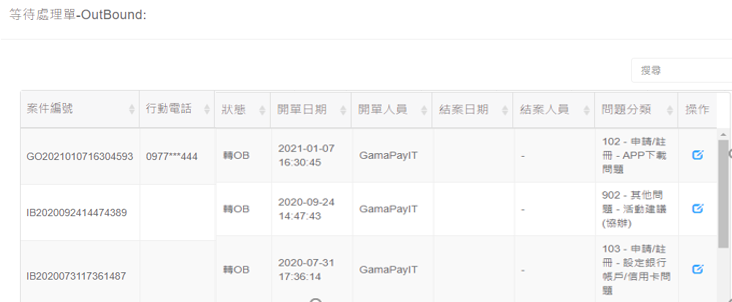 等待處理單-OutBound:
搜尋
案件編號 行動電話 狀態 開單日期 開單人員 結案日期 結案人員 問題分類 操作
GO2021010716304593 0977***444 轉OB 2021-01-07 16:30:45 GamaPayIT - 102 - 申請/註冊 - APP下載問題
IB2020092414474389 轉OB 2020-09-24 14:47:43 GamaPayIT - 902 - 其他問題 - 活動建議(協辦)
IB2020073117361487 轉OB 2020-07-31 17:36:14 GamaPayIT - 103 - 申請/註冊 - 設定銀行帳戶/信用卡問題